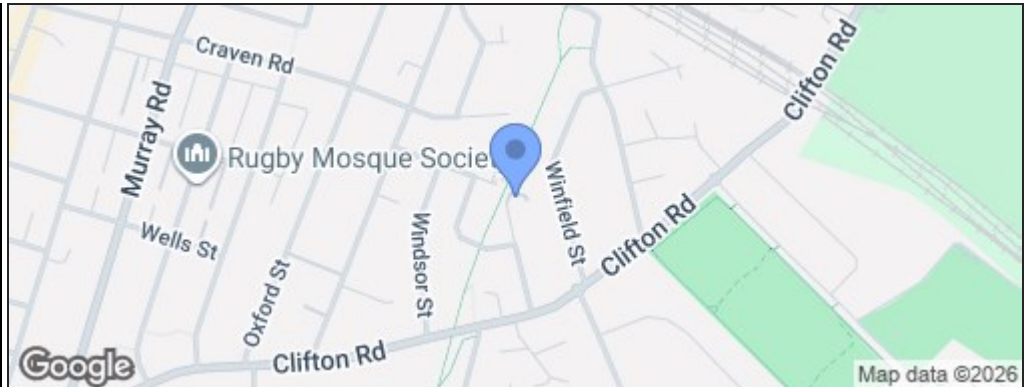 Craven Rd
Clifton Rd
Murray Rd
Rugby Mosque Societ
Winfield St
Wells St
Windsor St
Clifton Rd
Oxford St
Clifton Rd
Google
Map data ©2026